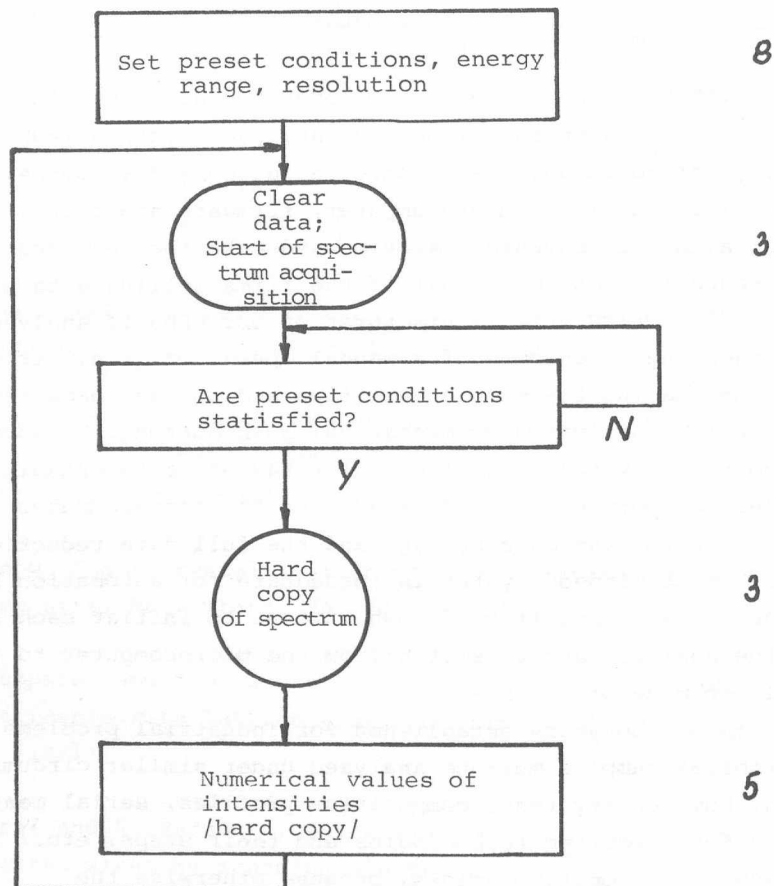 Set preset conditions, energy
range, resolution
8
Clear
data;
Start of spec-
trum acqui-
sition
3
Are preset conditions
statisfied?
N
Y
Hard
copy
of spectrum
3
Numerical values of
intensities
/hard copy/
5